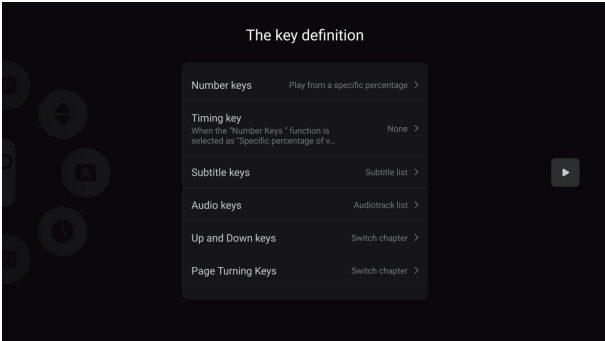 The key definition
Number keys Play from a specific percentage >
Timing key
When the "Number Keys " function is
selected as "Specific percentage of v... None >
Subtitle keys Subtitle list >
Audio keys Audiotrack list >
Up and Down keys Switch chapter >
Page Turning Keys Switch chapter >
A